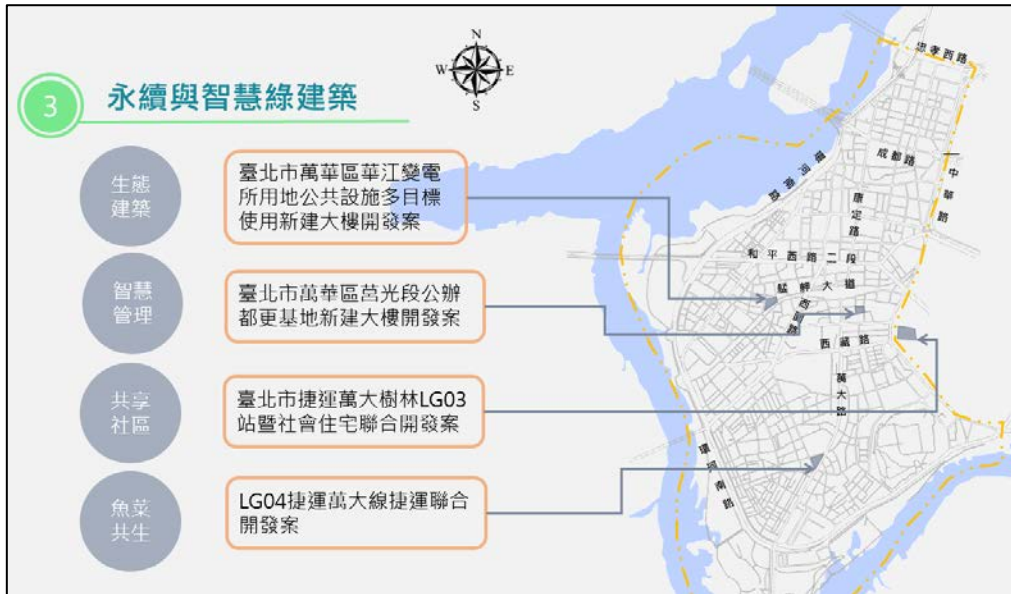 N
W
E
S
3
永續與智慧綠建築
生態
建築
臺北市萬華區華江變電
所用地公共設施多目標
使用新建大樓開發案
智慧
管理
臺北市萬華區莒光段公辦
都更基地新建大樓開發案
共享
社區
臺北市捷運萬大樹林LG03
站暨社會住宅聯合開發案
魚菜
共生
LG04捷運萬大線捷運聯合
開發案
忠孝西路
成都路
中華路
環河南路
康定路
和平西路二段
艋舺大道
西園路
西藏路
萬大路
環河南路